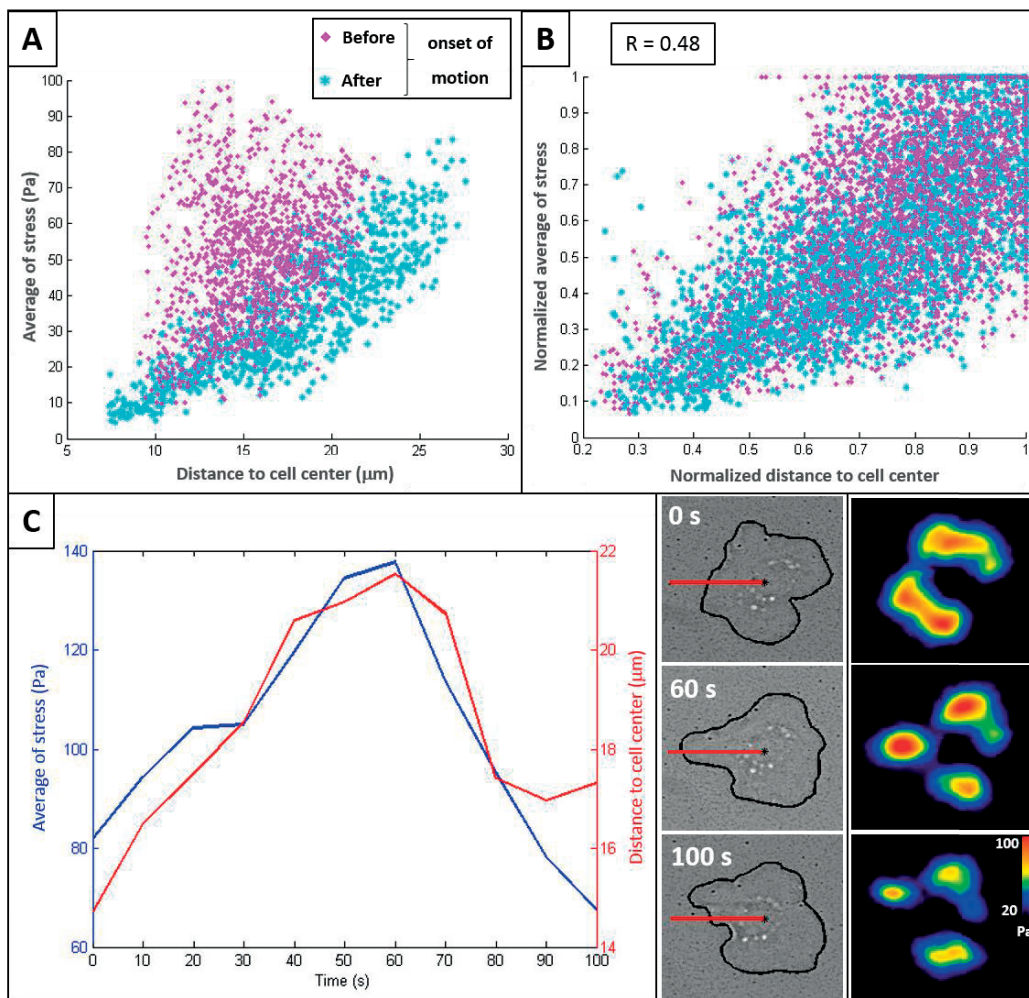 A
Before
After
onset of
motion
Average of stress (Pa)
100
90
80
70
60
50
40
30
20
10
0
5
10
15
20
25
30
Distance to cell center (μm)
B
R = 0.48
Normalized average of stress
1
0.9
0.8
0.7
0.6
0.5
0.4
0.3
0.2
0.1
0.2
0.3
0.4
0.5
0.6
0.7
0.8
0.9
1
Normalized distance to cell center
C
Average of stress
(Pa)
140
120
100
80
60
0
10
20
30
40
50
60
70
80
90
100
Time (s)
22
20
18
16
14
Distance to cell center (μm)
0 s
60 s
100 s
100
20
Pa